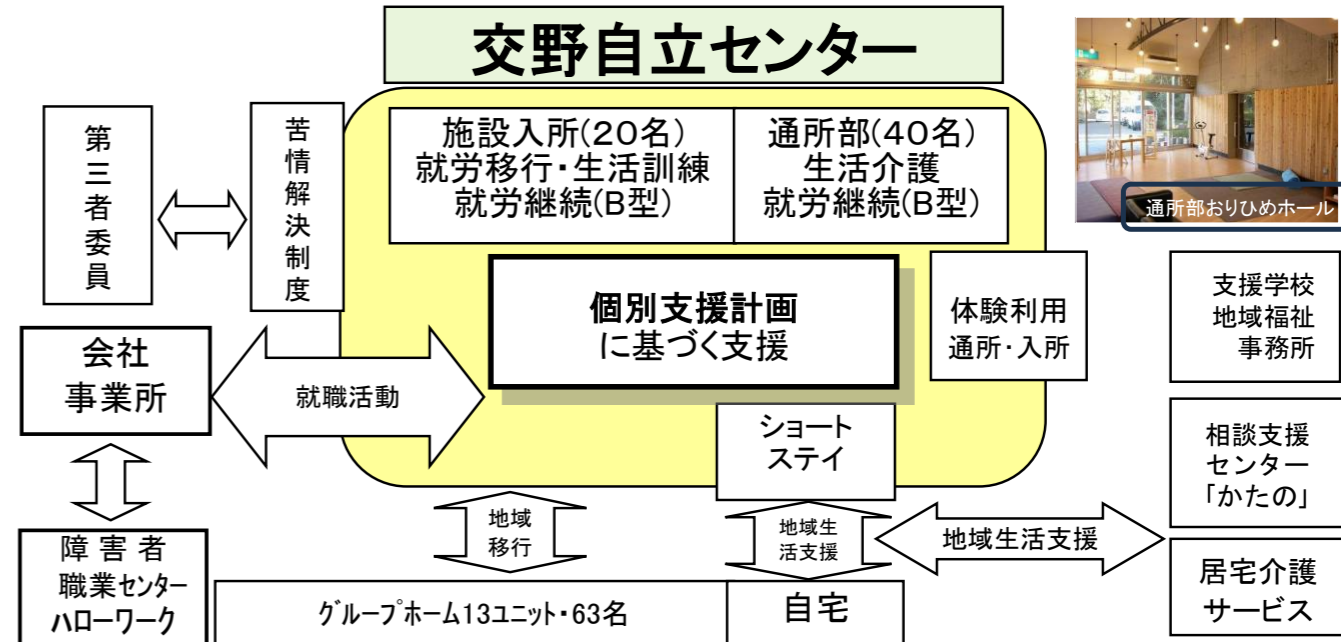 交野自立センター
通所部おりひめホール
第三者委員
苦情解決制度
施設入所(20名)
就労移行・生活訓練
就労継続(B型)
通所部(40名)
生活介護
就労継続(B型)
個別支援計画
に基づく支援
体験利用
通所・入所
支援学校
地域福祉
事務所
会社
事業所
就職活動
ショート
ステイ
相談支援
センター
「かたの」
地域
移行
地域生
活支援
地域生活支援
障害者
職業センター
ハローワーク
グループホーム13ユニット・63名
自宅
居宅介護
サービス